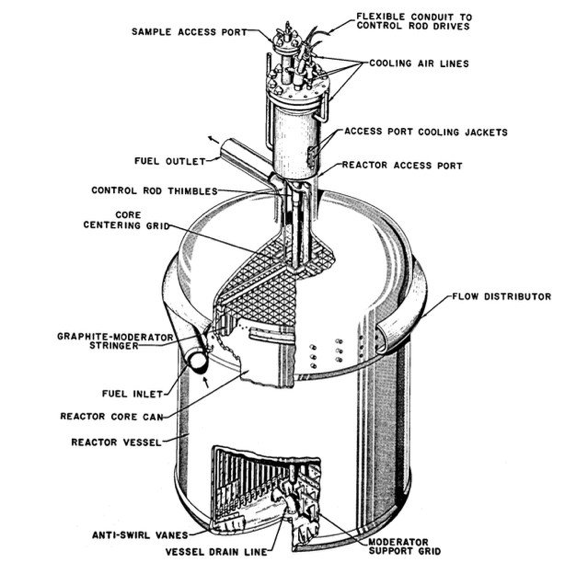 FLEXIBLE CONDUIT TO
CONTROL ROD DRIVES
SAMPLE ACCESS PORT
COOLING AIR LINES
ACCESS PORT COOLING JACKETS
FUEL OUTLET
REACTOR ACCESS PORT
CONTROL ROD THIMBLES
CORE
CENTERING GRID
FLOW DISTRIBUTOR
GRAPHITE-MODERATOR
STRINGER
FUEL INLET
REACTOR CORE CAN
REACTOR VESSEL
ANTI-SWIRL VANES
VESSEL DRAIN LINE
MODERATOR
SUPPORT GRID